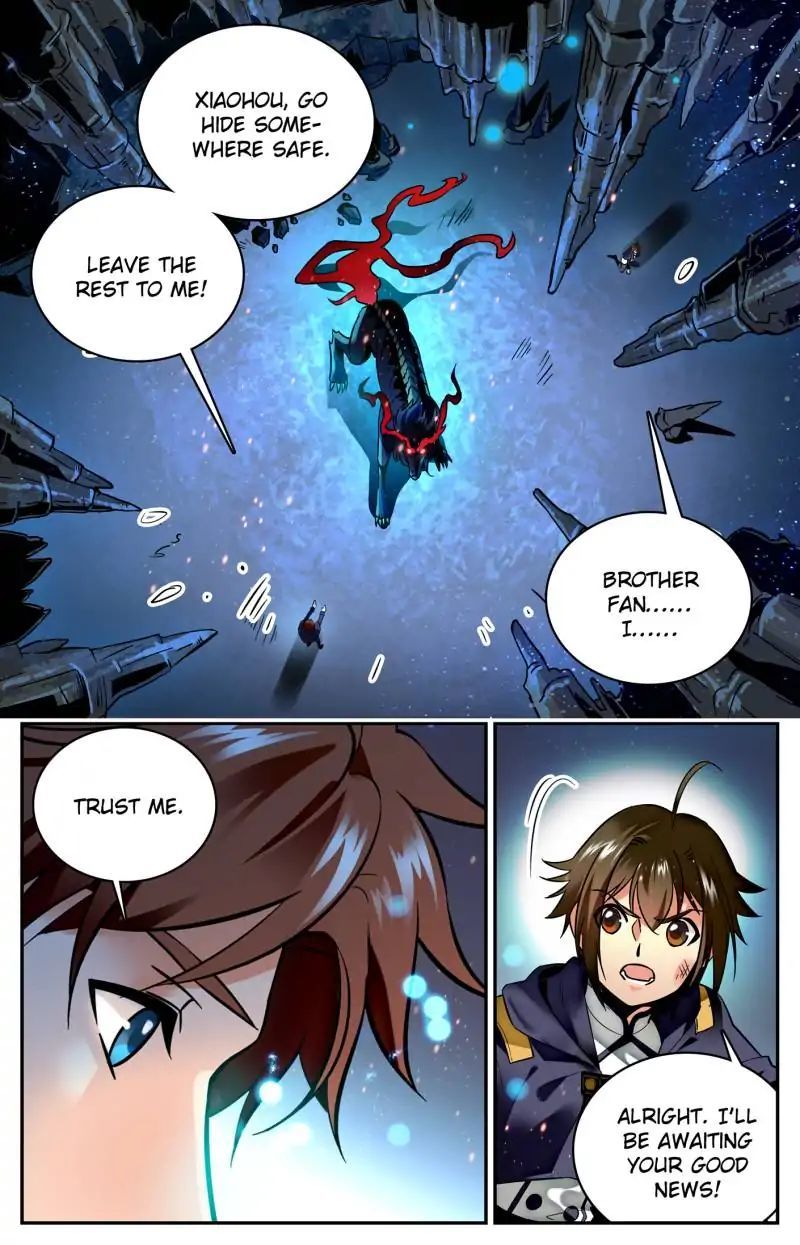 XIAOHOU, GO
HIDE SOME-
WHERE SAFE.
LEAVE THE
REST TO ME!
BROTHER
FAN......
I......
TRUST ME.
ALRIGHT. I'LL
BE AWAITING
YOUR GOOD
NEWS!